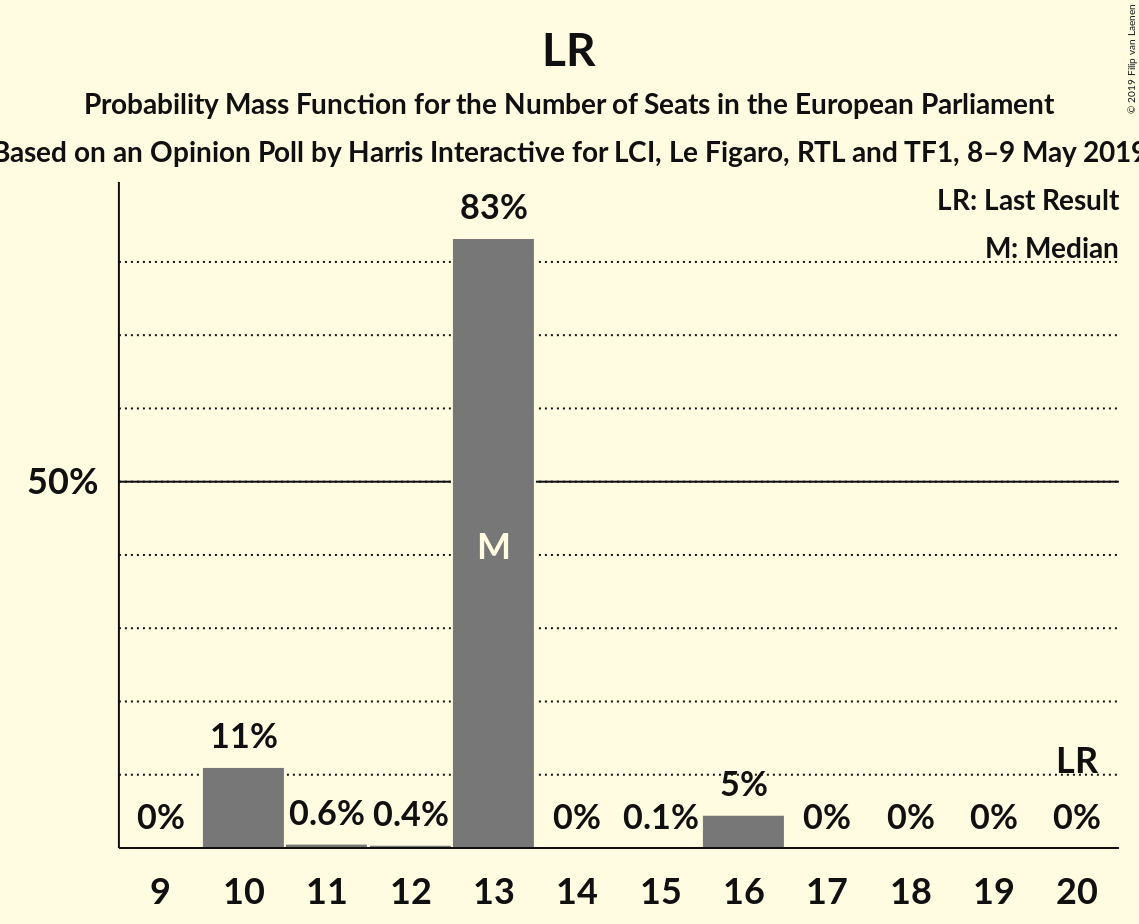 LR
Probability Mass Function for the Number of Seats in the European Parliament
Based on an Opinion Poll by Harris Interactive for LCI, Le Figaro, RTL and TF1, 8–9 May 2019
© 2019 Filip van Laenen
LR: Last Result
M: Median
83%
50%
M
11%
0%
0.6%
0.4%
0%
0.1%
5%
0%
0%
0%
LR
0%
9 10 11 12 13 14 15 16 17 18 19 20